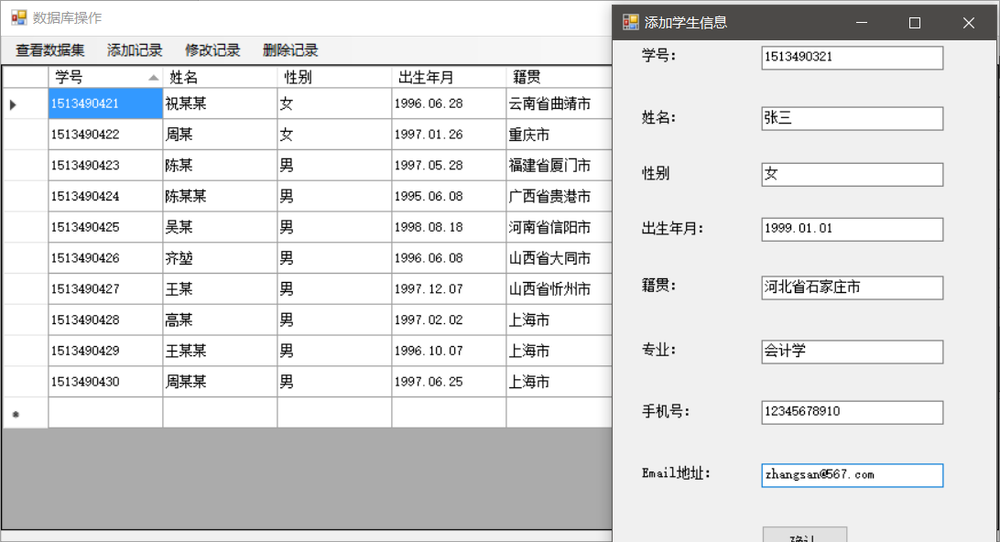 数据库操作
查看数据集 添加记录 修改记录 删除记录
学号 姓名 性别 出生年月 籍贯
1513490421 祝某某 女 1996.06.28 云南省曲靖市
1513490422 周某 女 1997.01.26 重庆市
1513490423 陈某 男 1997.05.28 福建省厦门市
1513490424 陈某某 男 1995.06.08 广西省贵港市
1513490425 吴某 男 1998.08.18 河南省信阳市
1513490426 齐堃 男 1996.06.08 山西省大同市
1513490427 王某 男 1997.12.07 山西省忻州市
1513490428 高某 男 1997.02.02 上海市
1513490429 王某某 男 1996.10.07 上海市
1513490430 周某某 男 1997.06.25 上海市
添加学生信息
学号： 1513490321
姓名： 张三
性别 女
出生年月： 1999.01.01
籍贯： 河北省石家庄市
专业： 会计学
手机号： 12345678910
Email地址： zhangsan@567.com
确认